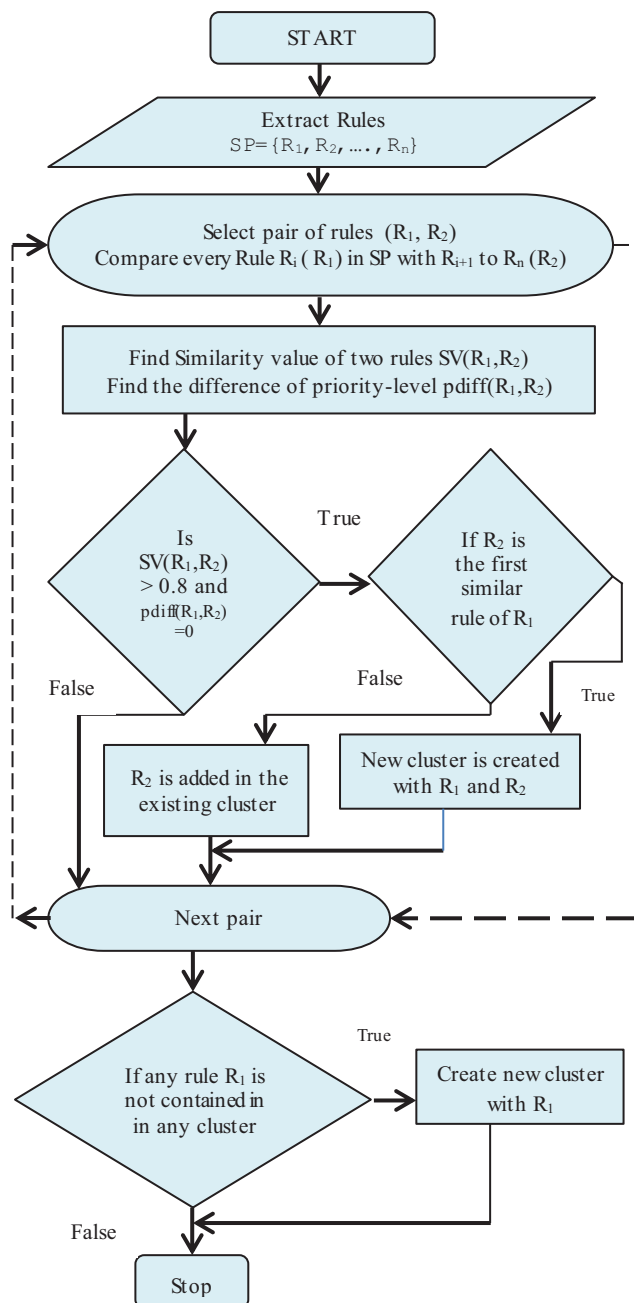 START
Extract Rules
SP={R₁, R₂, …., Rₙ}
Select pair of rules (R₁, R₂)
Compare every Rule Rᵢ ( R₁) in SP with Rᵢ₊₁ to Rₙ (R₂)
Find Similarity value of two rules SV(R₁,R₂)
Find the difference of priority-level pdiff(R₁,R₂)
Is
SV(R₁,R₂)
> 0.8 and
pdiff(R₁,R₂)
=0
True
If R₂ is
the first
similar
rule of R₁
False
False
True
R₂ is added in the
existing cluster
New cluster is created
with R₁ and R₂
Next pair
If any rule R₁ is
not contained in
in any cluster
True
Create new cluster
with R₁
False
Stop